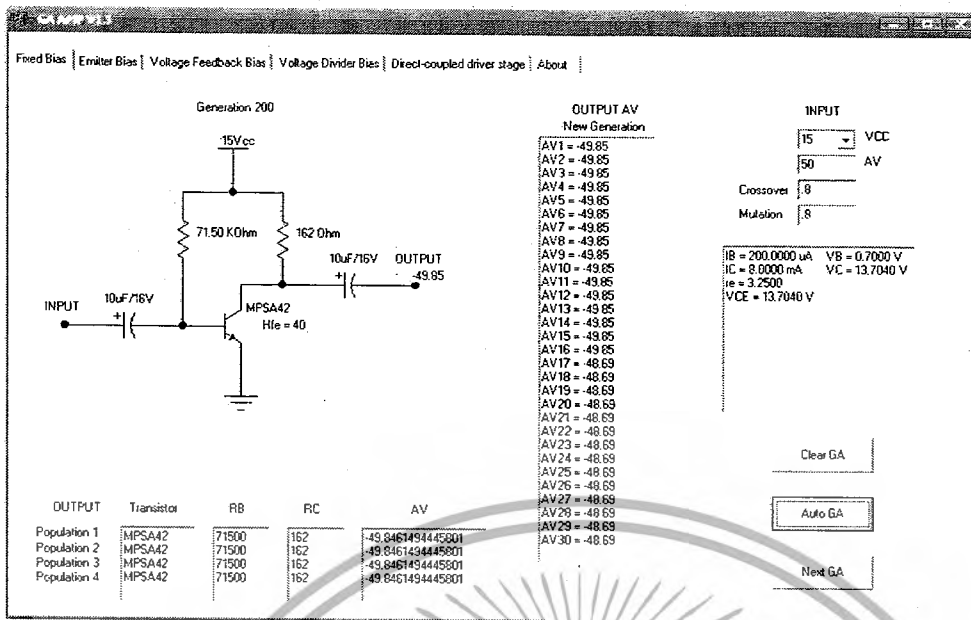 Fixed Bias Emitter Bias Voltage Feedback Bias Voltage Divider Bias Direct-coupled driver stage About
Generation 200
15Vcc
71.50 KOhm
162 Ohm
10uF/16V
OUTPUT
-49.85
INPUT
10uF/16V
MPSA42
Hfe = 40
OUTPUT AV
New Generation
AV1 = -49.85
AV2 = -49.85
AV3 = -49.85
AV4 = -49.85
AV5 = -49.85
AV6 = -49.85
AV7 = -49.85
AV8 = -49.85
AV9 = -49.85
AV10 = -49.85
AV11 = -49.85
AV12 = -49.85
AV13 = -49.85
AV14 = -49.85
AV15 = -49.85
AV16 = -49.85
AV17 = -48.69
AV18 = -48.69
AV19 = -48.69
AV20 = -48.69
AV21 = -48.69
AV22 = -48.69
AV23 = -48.69
AV24 = -48.69
AV25 = -48.69
AV26 = -48.69
AV27 = -48.69
AV28 = -48.69
AV29 = -48.69
AV30 = -48.69
INPUT
15 VCC
50 AV
Crossover .8
Mutation .8
IB = 200.0000 uA VB = 0.7000 V
IC = 8.0000 mA VC = 13.7040 V
re = 3.2500
VCE = 13.7040 V
Clear GA
Auto GA
Next GA
OUTPUT Transistor RB RC AV
Population 1 MPSA42 71500 162 -49.8461494445801
Population 2 MPSA42 71500 162 -49.8461494445801
Population 3 MPSA42 71500 162 -49.8461494445801
Population 4 MPSA42 71500 162 -49.8461494445801